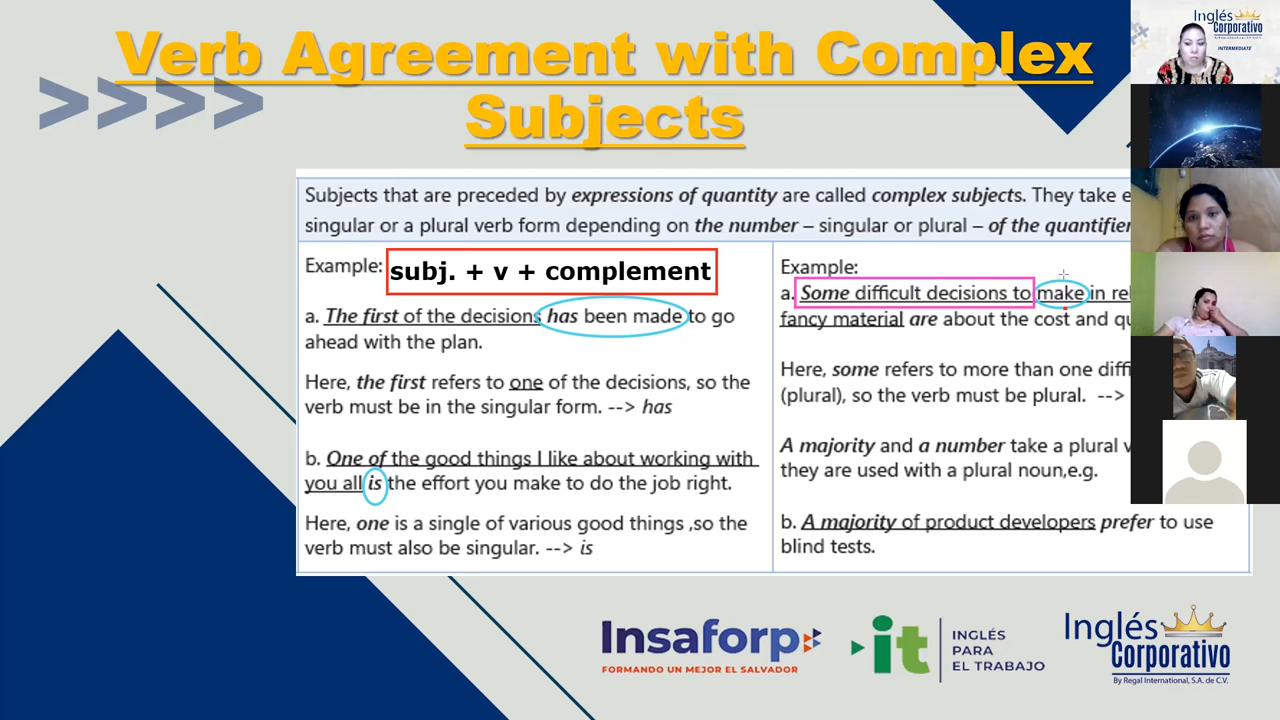 Verb Agreement with Complex
Subjects
Subjects that are preceded by expressions of quantity are called complex subjects. They take
singular or a plural verb form depending on the number – singular or plural – of the quantifier
Example:
subj. + v + complement
a. The first of the decisions has been made to go
ahead with the plan.
Here, the first refers to one of the decisions, so the
verb must be in the singular form. --> has
b. One of the good things I like about working with
you all is the effort you make to do the job right.
Here, one is a single of various good things ,so the
verb must also be singular. --> is
Example:
a. Some difficult decisions to make in
fancy material are about the cost and
Here, some refers to more than one
(plural), so the verb must be plural. -->
A majority and a number take a plural
they are used with a plural noun,e.g.
b. A majority of product developers prefer to use
blind tests.
Insaforp
FORMANDO UN MEJOR EL SALVADOR
it
INGLÉS
PARA
EL TRABAJO
Inglés
Corporativo
By Regal International, S.A. de C.V.
Inglés
Corporativo
INTERMEDIATE